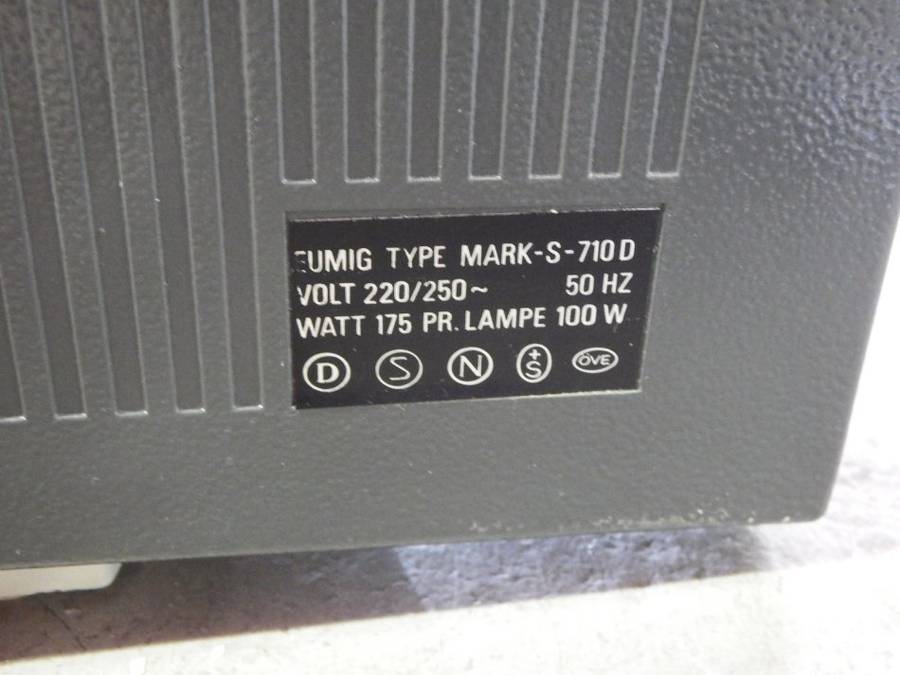 EUMIG TYPE MARK-S-710 D
VOLT 220/250~ 50 HZ
WATT 175 PR. LAMPE 100 W
D S N +S ÖVE